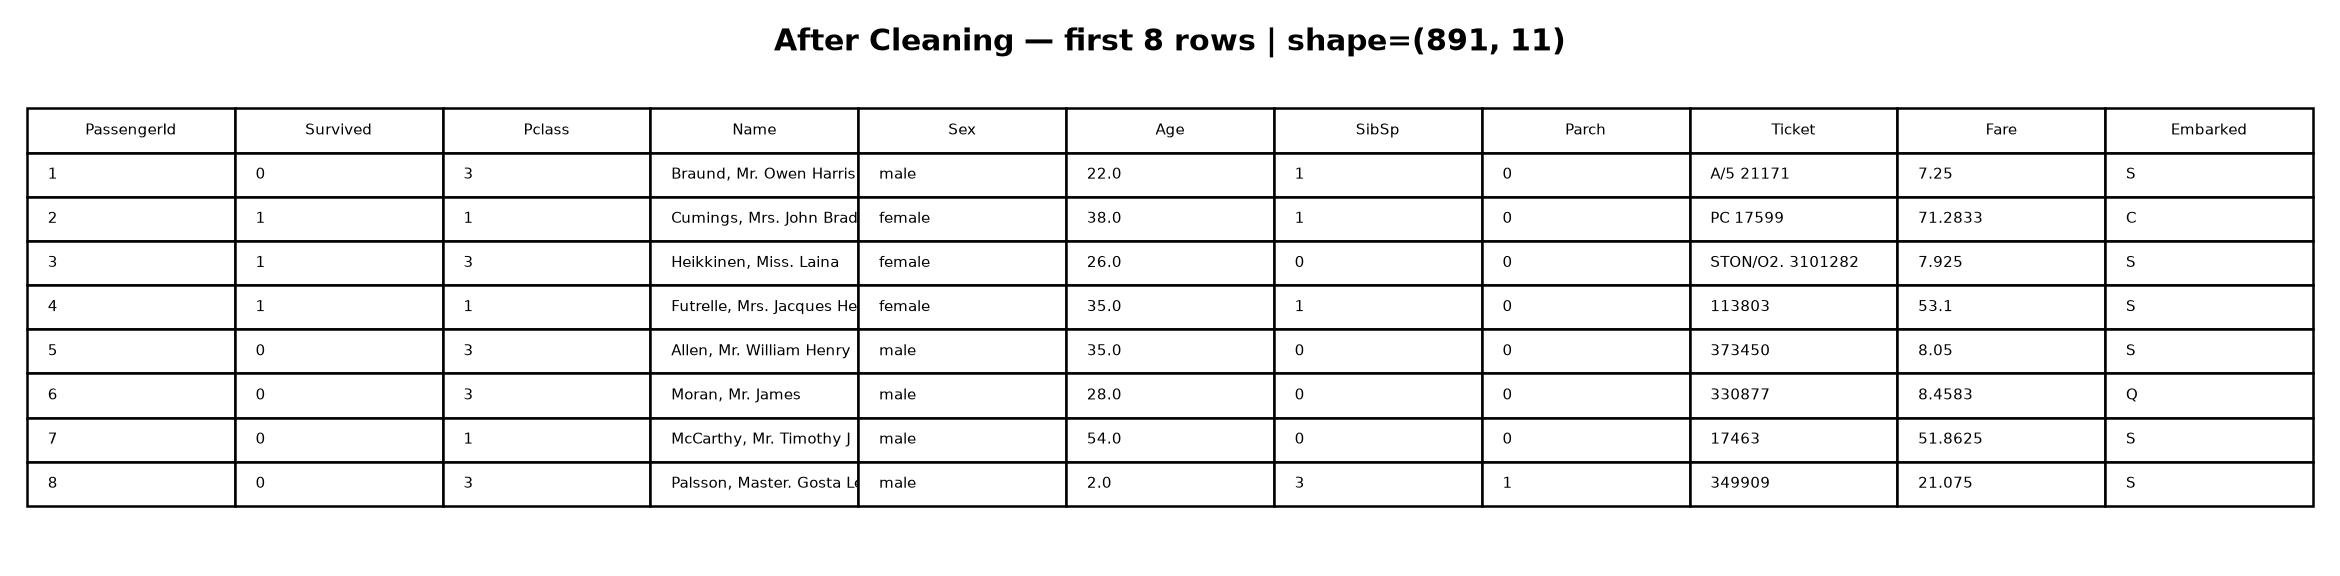 After Cleaning — first 8 rows | shape=(891, 11)
PassengerId Survived Pclass Name Sex Age SibSp Parch Ticket Fare Embarked
1 0 3 Braund, Mr. Owen Harris male 22.0 1 0 A/5 21171 7.25 S
2 1 1 Cumings, Mrs. John Brad female 38.0 1 0 PC 17599 71.2833 C
3 1 3 Heikkinen, Miss. Laina female 26.0 0 0 STON/O2. 3101282 7.925 S
4 1 1 Futrelle, Mrs. Jacques He female 35.0 1 0 113803 53.1 S
5 0 3 Allen, Mr. William Henry male 35.0 0 0 373450 8.05 S
6 0 3 Moran, Mr. James male 28.0 0 0 330877 8.4583 Q
7 0 1 McCarthy, Mr. Timothy J male 54.0 0 0 17463 51.8625 S
8 0 3 Palsson, Master. Gosta Le male 2.0 3 1 349909 21.075 S